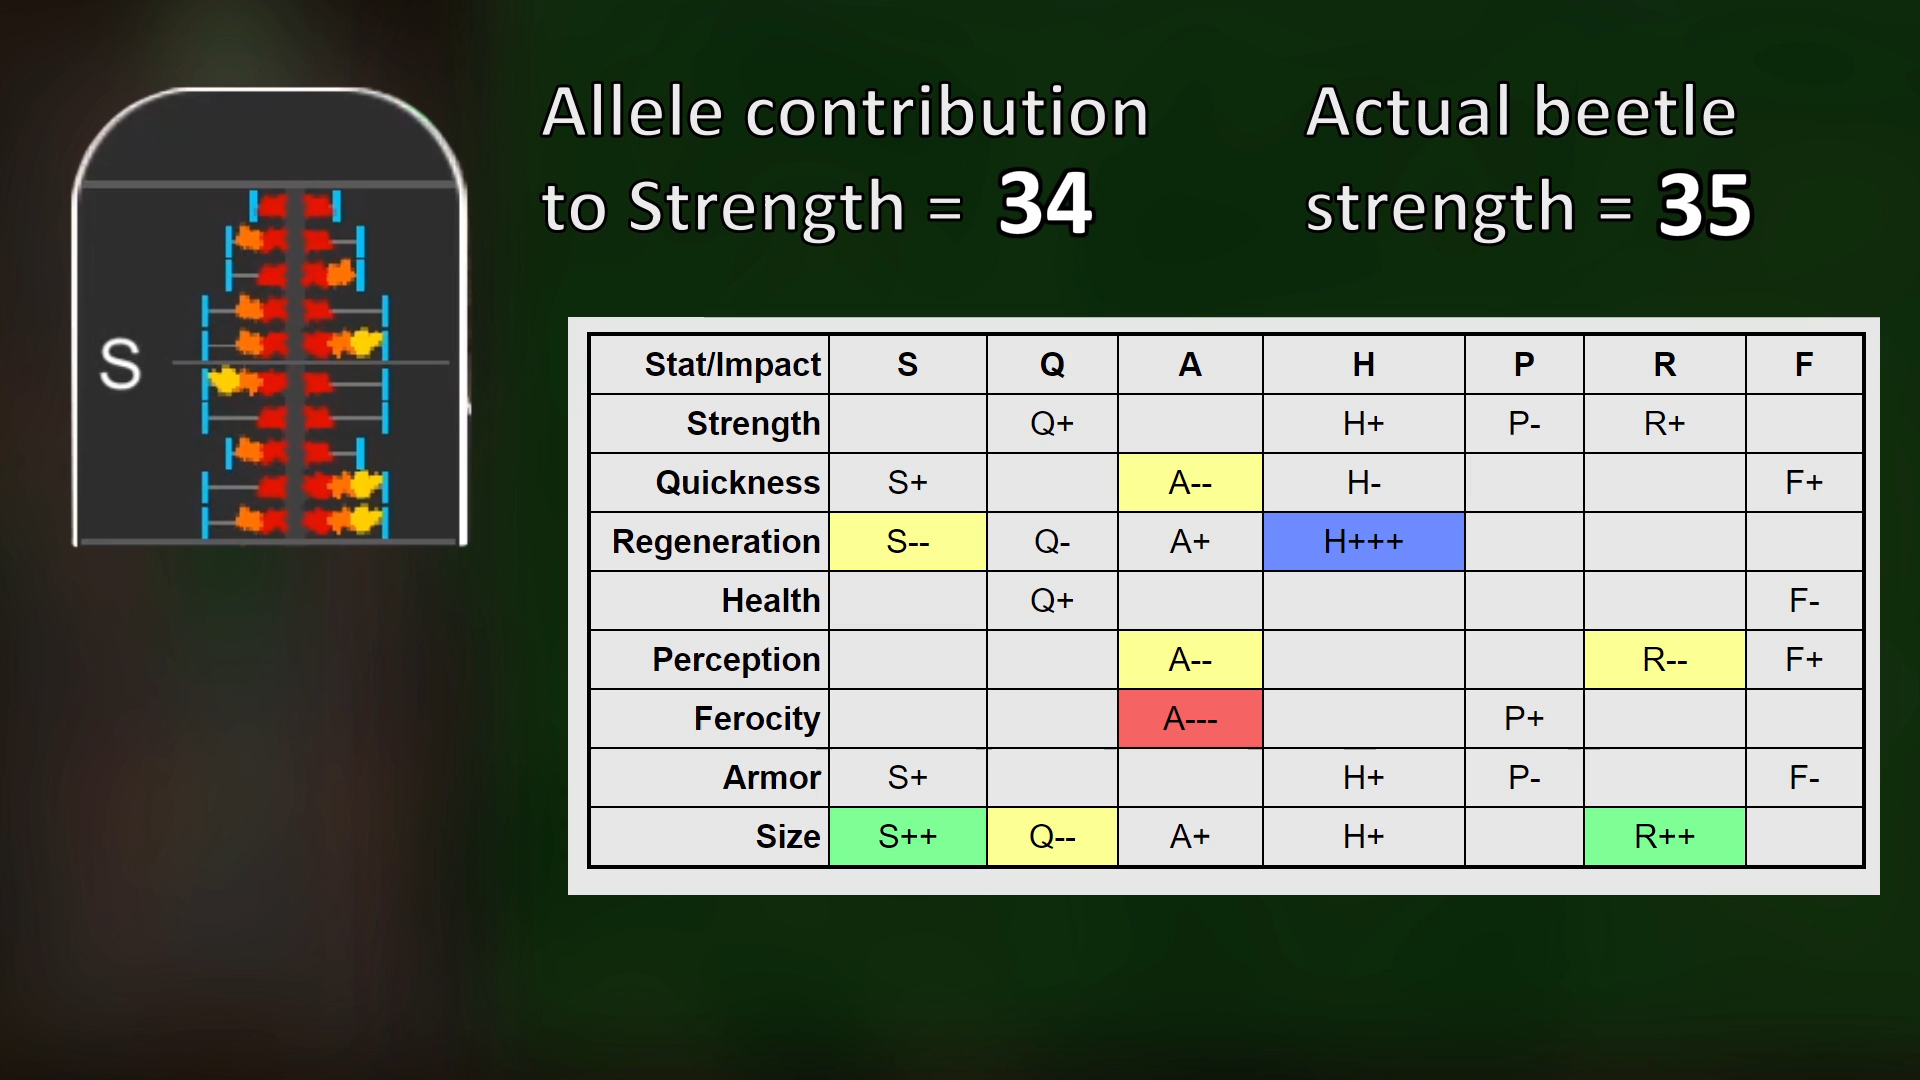 Allele contribution
to Strength = 34
Actual beetle
strength = 35
S
Stat/Impact S Q A H P R F
Strength Q+ H+ P- R+
Quickness S+ A-- H- F+
Regeneration S-- Q- A+ H+++
Health Q+ F-
Perception A-- R-- F+
Ferocity A--- P+
Armor S+ H+ P- F-
Size S++ Q-- A+ H+ R++